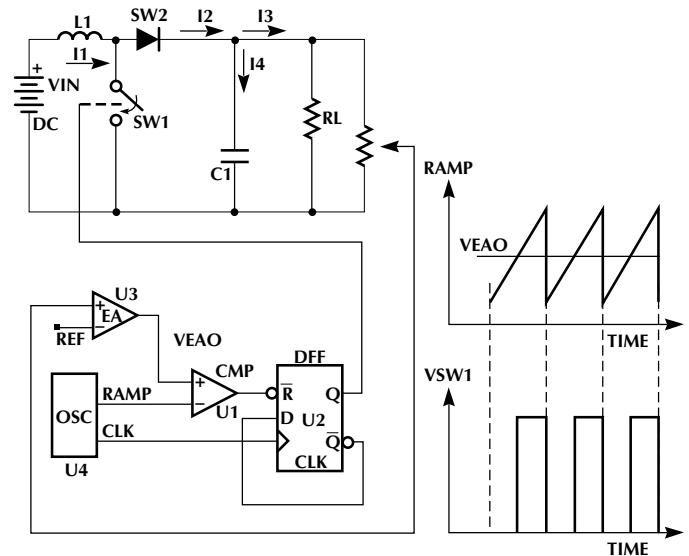 L1
SW2
I2
I3
I1
I4
+
VIN
DC
SW1
RL
C1
RAMP
VEAO
TIME
U3
+
EA
–
REF
VEAO
CMP
DFF
OSC
RAMP
+
–
U1
R
Q
D
U2
CLK
Q
CLK
U4
VSW1
TIME